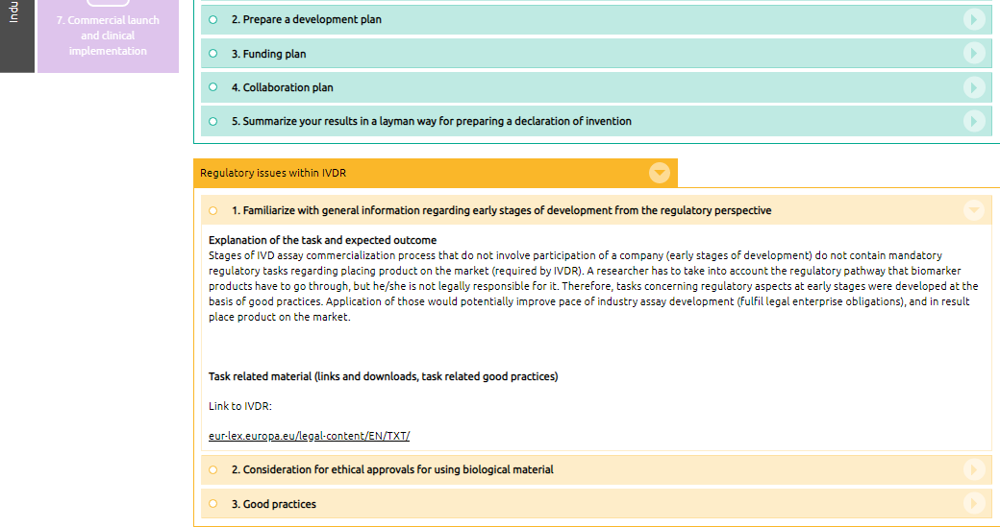 Indu
7. Commercial launch
and clinical
implementation
2. Prepare a development plan
3. Funding plan
4. Collaboration plan
5. Summarize your results in a layman way for preparing a declaration of invention
Regulatory issues within IVDR
1. Familiarize with general information regarding early stages of development from the regulatory perspective
Explanation of the task and expected outcome
Stages of IVD assay commercialization process that do not involve participation of a company (early stages of development) do not contain mandatory
regulatory tasks regarding placing product on the market (required by IVDR). A researcher has to take into account the regulatory pathway that biomarker
products have to go through, but he/she is not legally responsible for it. Therefore, tasks concerning regulatory aspects at early stages were developed at the
basis of good practices. Application of those would potentially improve pace of industry assay development (fulfil legal enterprise obligations), and in result
place product on the market.
Task related material (links and downloads, task related good practices)
Link to IVDR:
eur-lex.europa.eu/legal-content/EN/TXT/
2. Consideration for ethical approvals for using biological material
3. Good practices